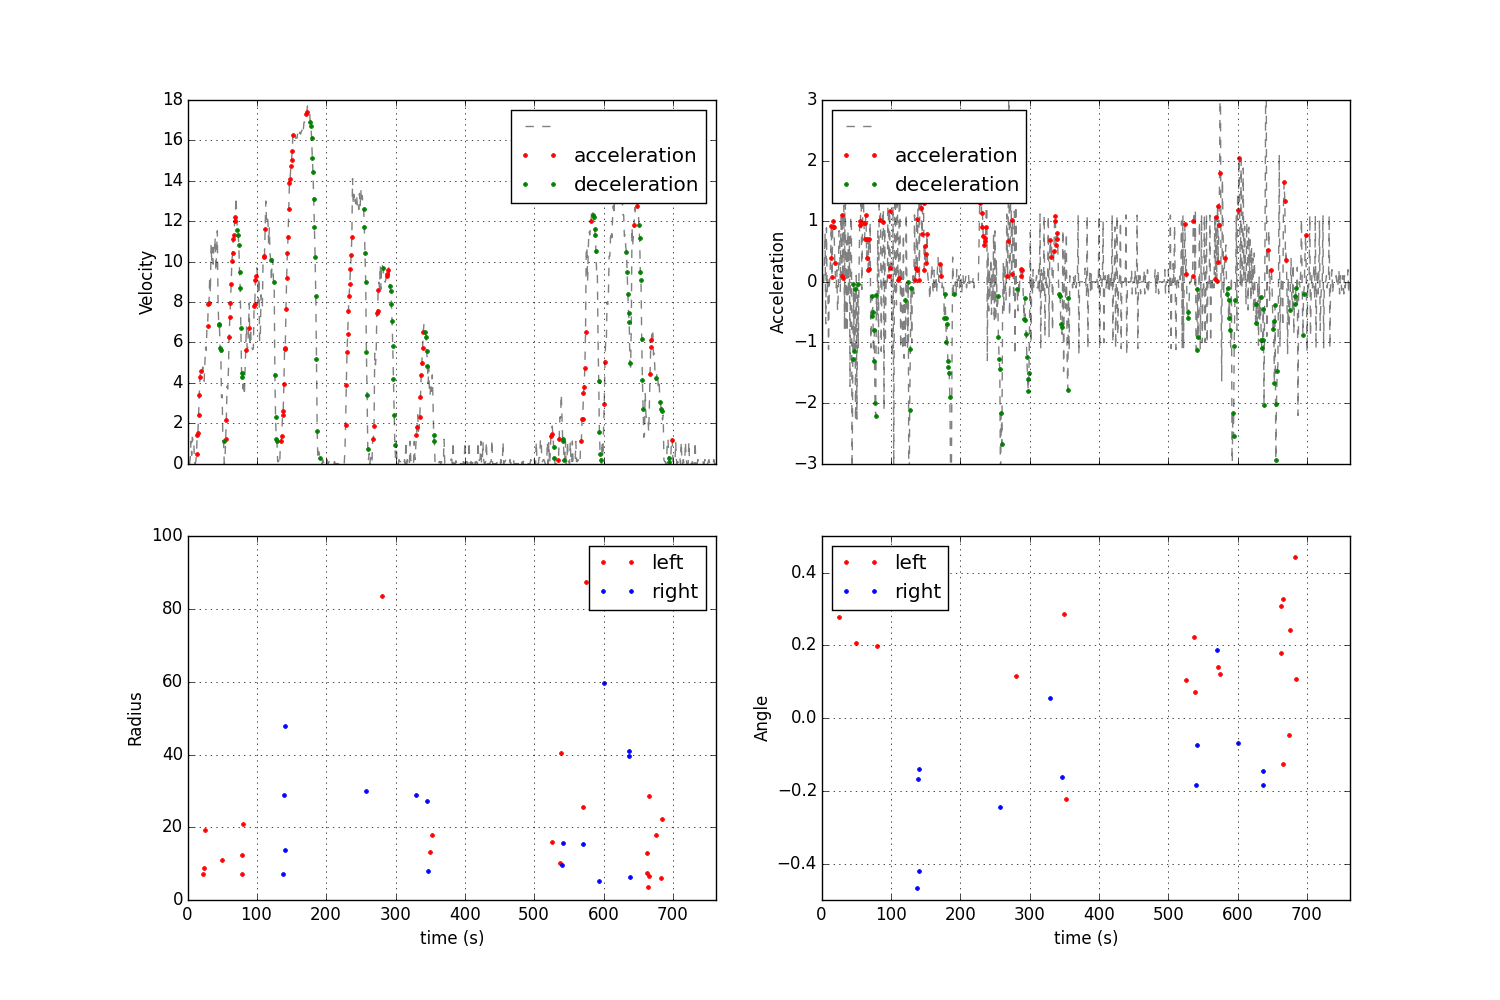 18
16
14
12
10
8
6
4
2
0
Velocity
acceleration
deceleration
3
2
1
0
−1
−2
−3
Acceleration
acceleration
deceleration
100
80
60
40
20
0
Radius
left
right
0 100 200 300 400 500 600 700
time (s)
0.4
0.2
0.0
−0.2
−0.4
Angle
left
right
0 100 200 300 400 500 600 700
time (s)